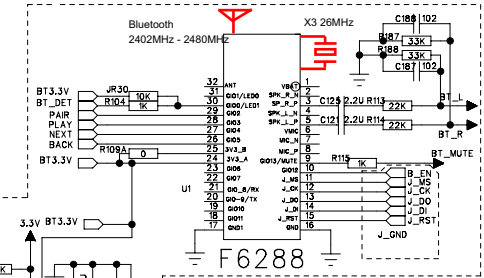 Bluetooth
2402MHz - 2480MHz
X3 26MHz
C188 102
R187
33K
R188
33K
C187 102
BT3.3V
BT_DET
PAIR
PLAY
NEXT
BACK
BT3.3V
JR30
10K
R104
1K
R109A
0
32 ANT
31 GIO1/LED0
30 GIO0/LED1
29 GIO2
28 GIO3
27 GIO4
26 GIO5
25 3V3_B
24 3V3_A
23 GIO6
22 GIO7
21 GIO_8/RX
20 GIO-9/TX
19 GIO10
18 GIO11
17 GND1
U1
VBAT 1
SPK_R_N 2
SP_R_P 3
SPK_L_N 4
SPK_L_P 5
VMIC 6
MIC_N 7
MIC_P 8
GIO13/MUTE 9
GIO12 10
J_MS 11
J_CK 12
J_DO 13
J_DI 14
J_RST 15
GND 16
F6288
C125 2.2U R113
22K
C121 2.2U R114
22K
BT_L
BT_R
R115
1K
BT_MUTE
B_EN
J_MS
J_CK
J_DO
J_DI
J_RST
J_GND
3.3V
BT3.3V
K